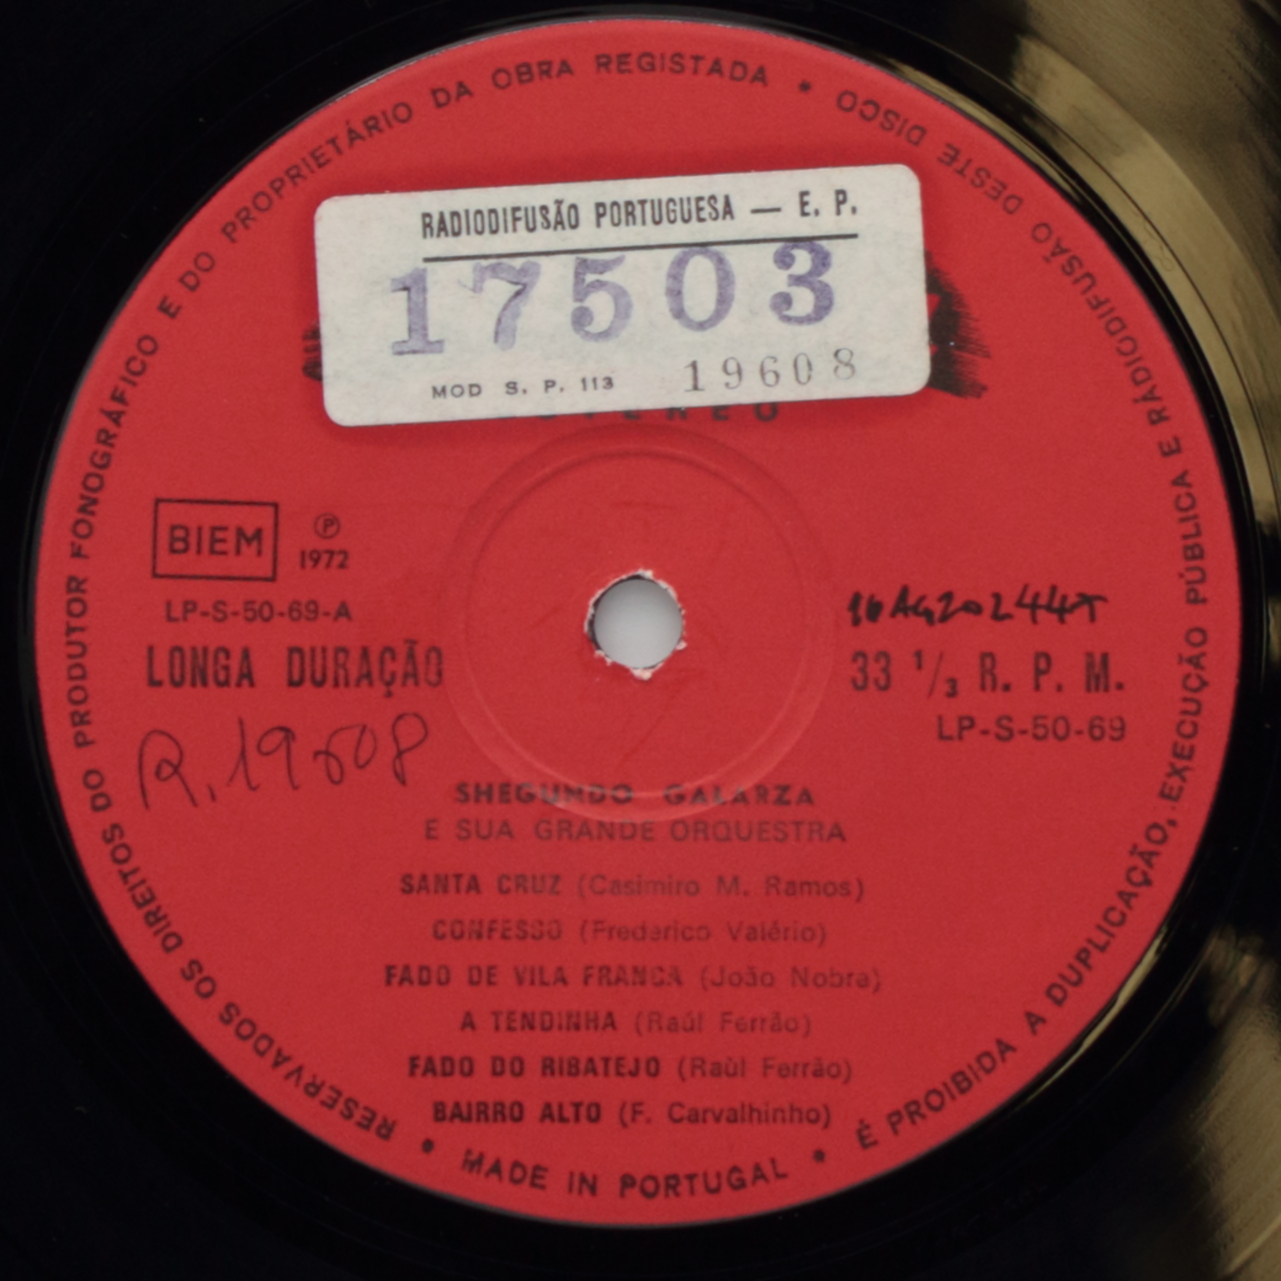 RESERVADOS OS DIREITOS DO PRODUTOR FONOGRÁFICO E DO PROPRIETÁRIO DA OBRA REGISTADA * É PROIBIDA A DUPLICAÇÃO, EXECUÇÃO PÚBLICA E RÁDIODIFUSÃO DESTE DISCO * MADE IN PORTUGAL *
RADIODIFUSÃO PORTUGUESA — E. P.
17503
MOD S. P. 113 19608
BIEM ℗
1972
LP-S-50-69-A
LONGA DURAÇÃO
R. 19608
33 1/3 R. P. M.
LP-S-50-69
SHEGUNDO GALARZA
E SUA GRANDE ORQUESTRA
SANTA CRUZ (Casimiro M. Ramos)
CONFESSO (Frederico Valério)
FADO DE VILA FRANCA (João Nobra)
A TENDINHA (Raúl Ferrão)
FADO DO RIBATEJO (Raùl Ferrão)
BAIRRO ALTO (F. Carvalhinho)